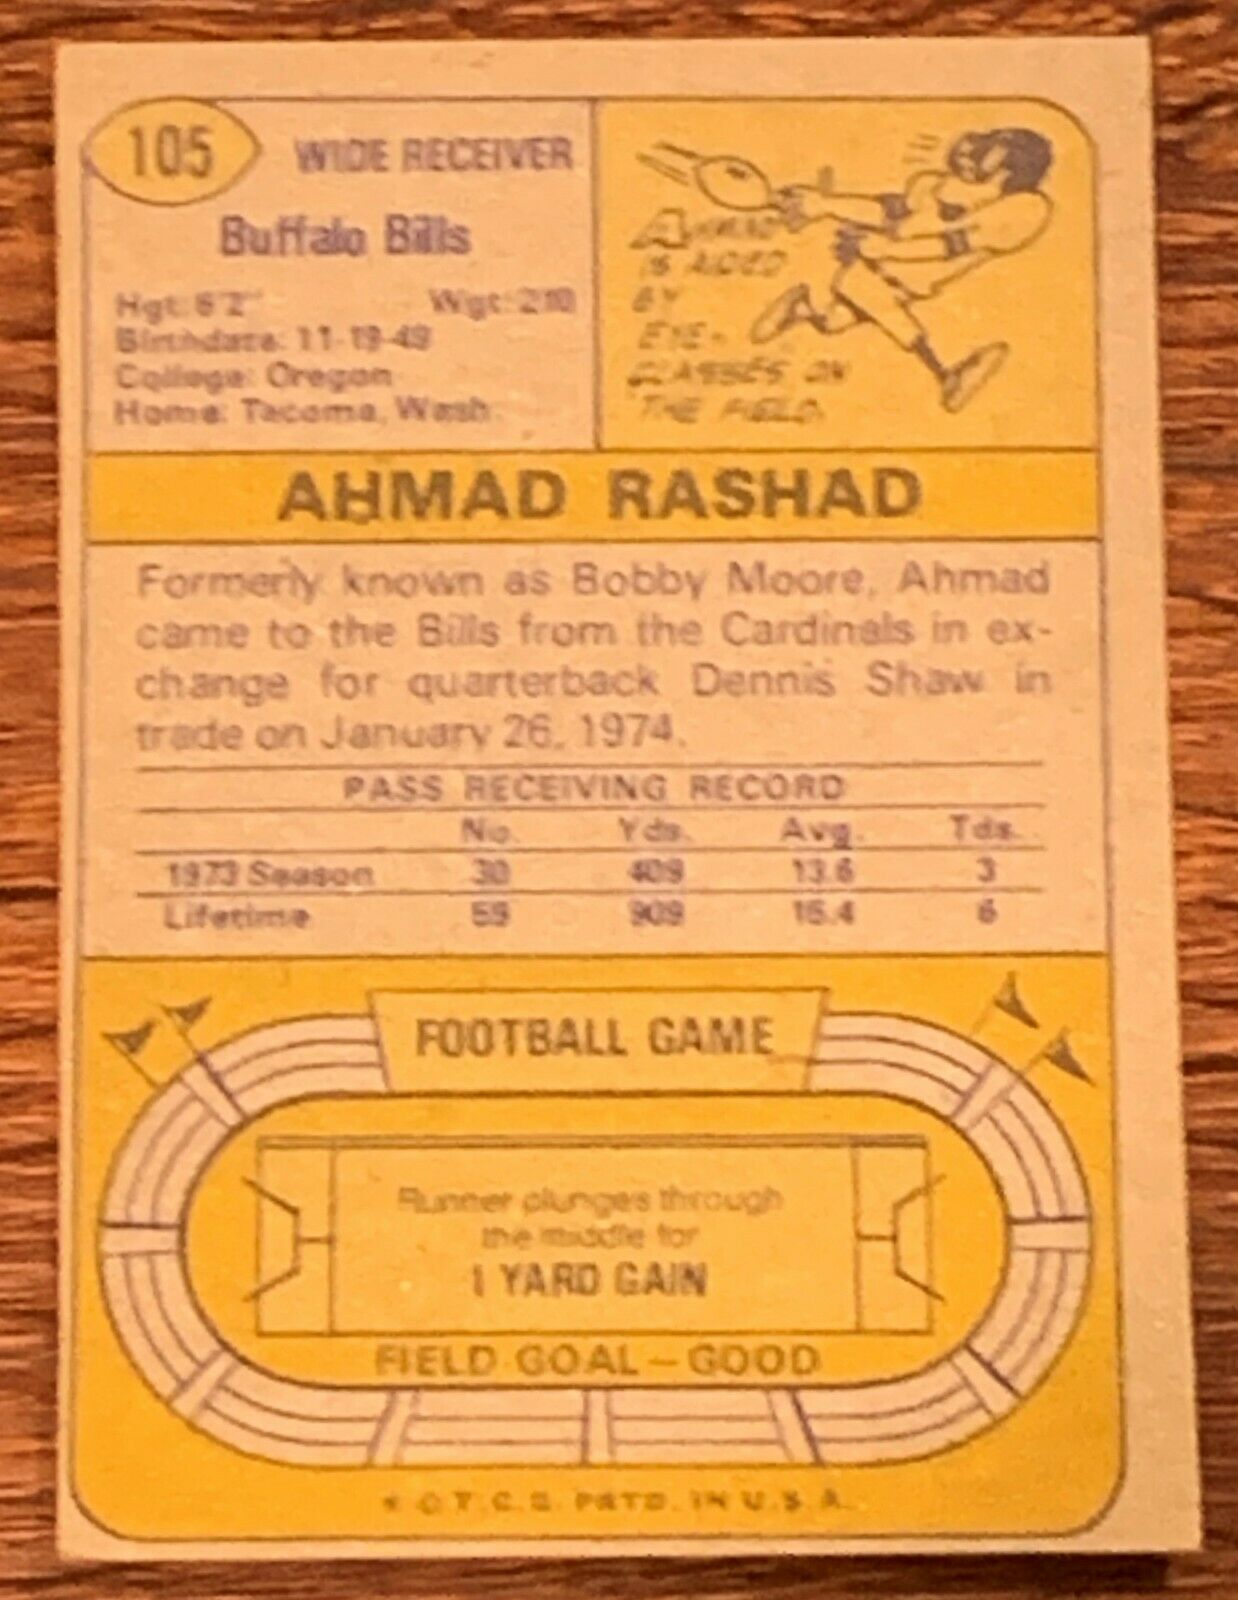 105
WIDE RECEIVER
Buffalo Bills
Hgt: 6'2" Wgt: 210
Birthdate: 11-19-49
College: Oregon
Home: Tacoma, Wash.
AHMAD
IS AIDED
BY
EYE-
GLASSES ON
THE FIELD.
AHMAD RASHAD
Formerly known as Bobby Moore, Ahmad
came to the Bills from the Cardinals in ex-
change for quarterback Dennis Shaw in
trade on January 26, 1974.
PASS RECEIVING RECORD
No. Yds. Avg. Tds.
1973 Season 30 409 13.6 3
Lifetime 59 909 15.4 6
FOOTBALL GAME
Runner plunges through
the middle for
1 YARD GAIN
FIELD GOAL — GOOD
© T.C.G. PRTD. IN U.S.A.